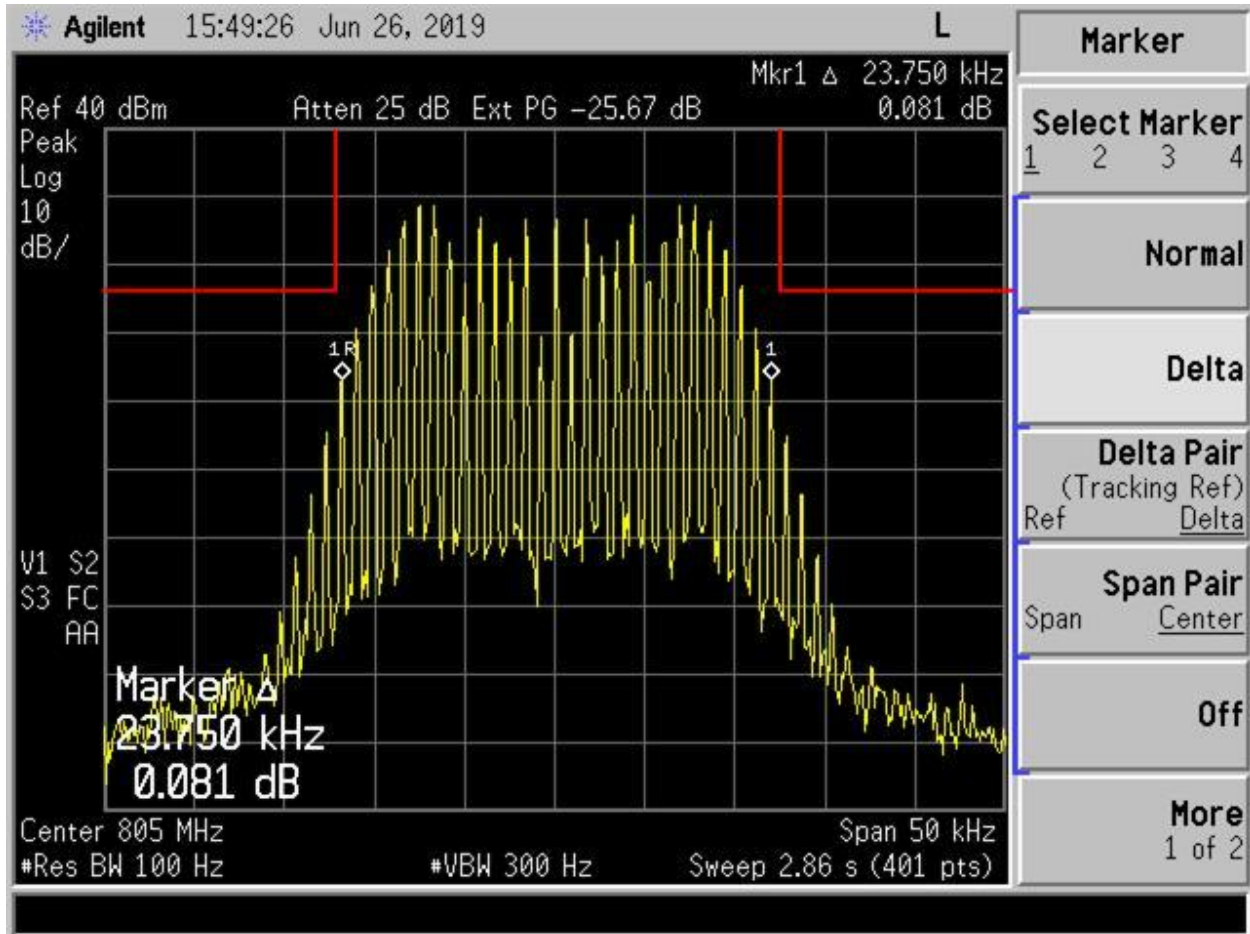 Agilent 15:49:26 Jun 26, 2019 L
Mkr1 Δ 23.750 kHz
Ref 40 dBm Atten 25 dB Ext PG -25.67 dB 0.081 dB
Peak
Log
10
dB/
1R
1
V1 S2
S3 FC
AA
Marker Δ
23.750 kHz
0.081 dB
Center 805 MHz Span 50 kHz
#Res BW 100 Hz #VBW 300 Hz Sweep 2.86 s (401 pts)
Marker
Select Marker
1 2 3 4
Normal
Delta
Delta Pair
(Tracking Ref)
Ref Delta
Span Pair
Span Center
Off
More
1 of 2